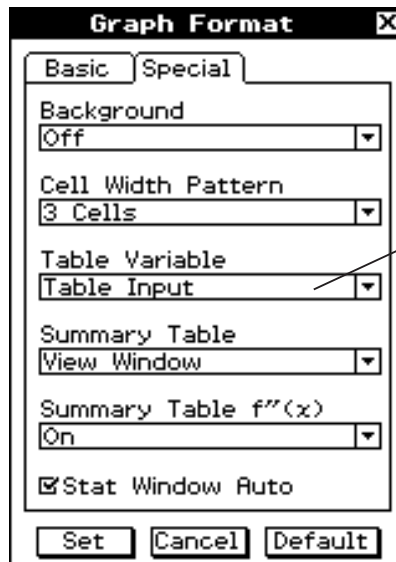 Graph Format
Basic Special
Background
Off
Cell Width Pattern
3 Cells
Table Variable
Table Input
Summary Table
View Window
Summary Table f″(x)
On
Stat Window Auto
Set Cancel Default